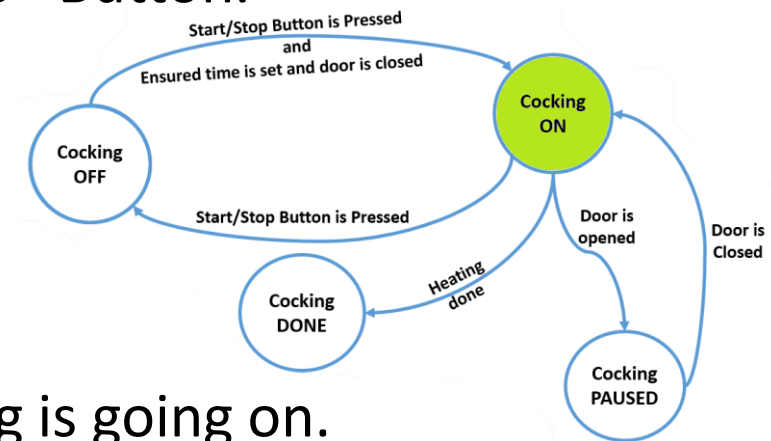 Button.
Start/Stop Button is Pressed
and
Ensured time is set and door is closed
Cocking
ON
Cocking
OFF
Start/Stop Button is Pressed
Door is
opened
Door is
Closed
Heating
done
Cocking
DONE
Cocking
PAUSED
g is going on.